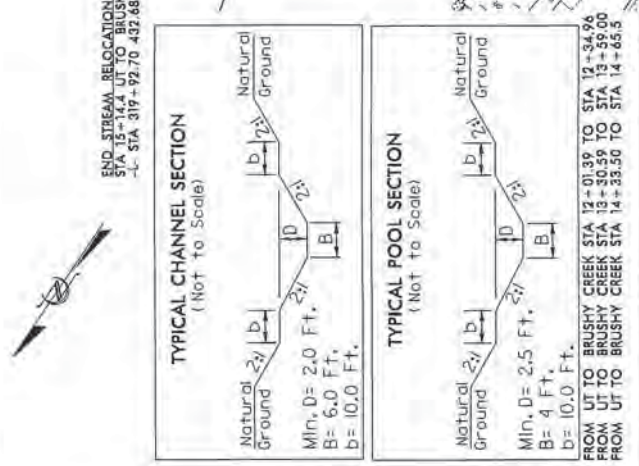 END STREAM RELOCATION
STA 15+14.4 UT TO BRUSH
-L- STA 319+92.70 432.68
TYPICAL CHANNEL SECTION
(Not to Scale)
Natural
Ground
Natural
Ground
b
b
2:1
2:1
2:1
2:1
D
B
Min. D= 2.0 Ft.
B= 6.0 Ft.
b= 10.0 Ft.
TYPICAL POOL SECTION
(Not to Scale)
Natural
Ground
Natural
Ground
b
b
2:1
2:1
2:1
2:1
D
B
Min. D= 2.5 Ft.
B= 4 Ft.
b= 10.0 Ft.
FROM UT TO BRUSHY CREEK STA 12+01.39 TO STA 12+34.96
FROM UT TO BRUSHY CREEK STA 13+30.59 TO STA 13+59.00
FROM UT TO BRUSHY CREEK STA 14+33.50 TO STA 14+65.5